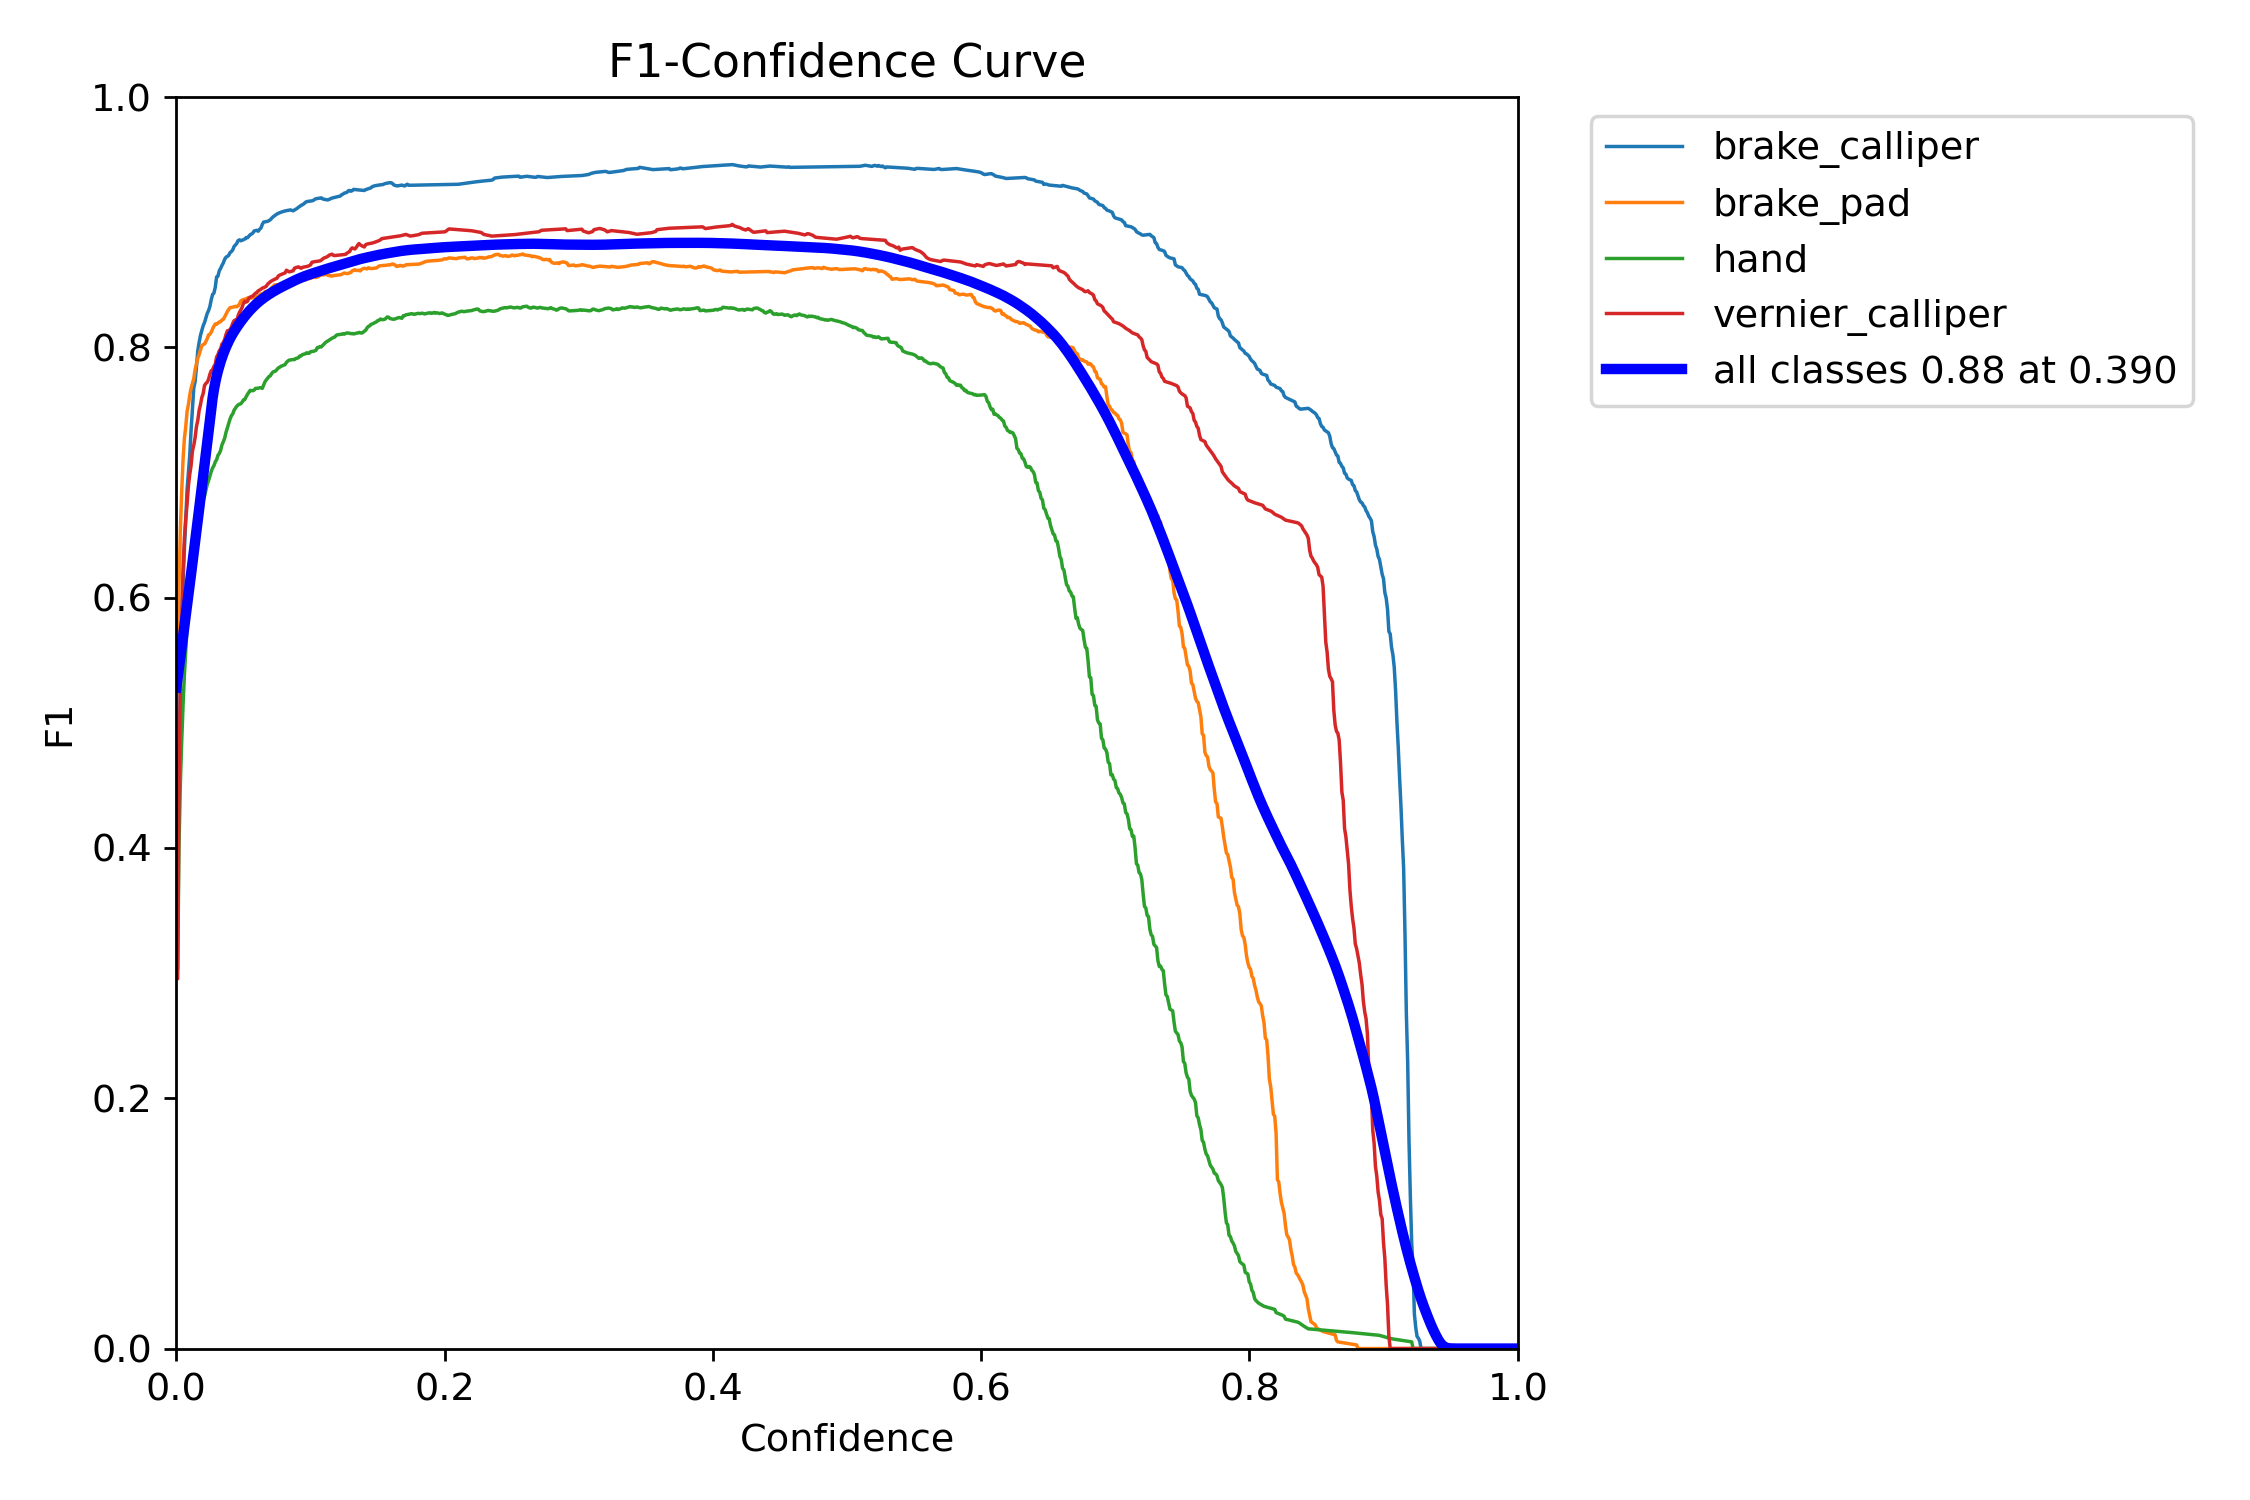 F1-Confidence Curve
1.0
0.8
0.6
0.4
0.2
0.0
F1
0.0 0.2 0.4 0.6 0.8 1.0
Confidence
brake_calliper
brake_pad
hand
vernier_calliper
all classes 0.88 at 0.390